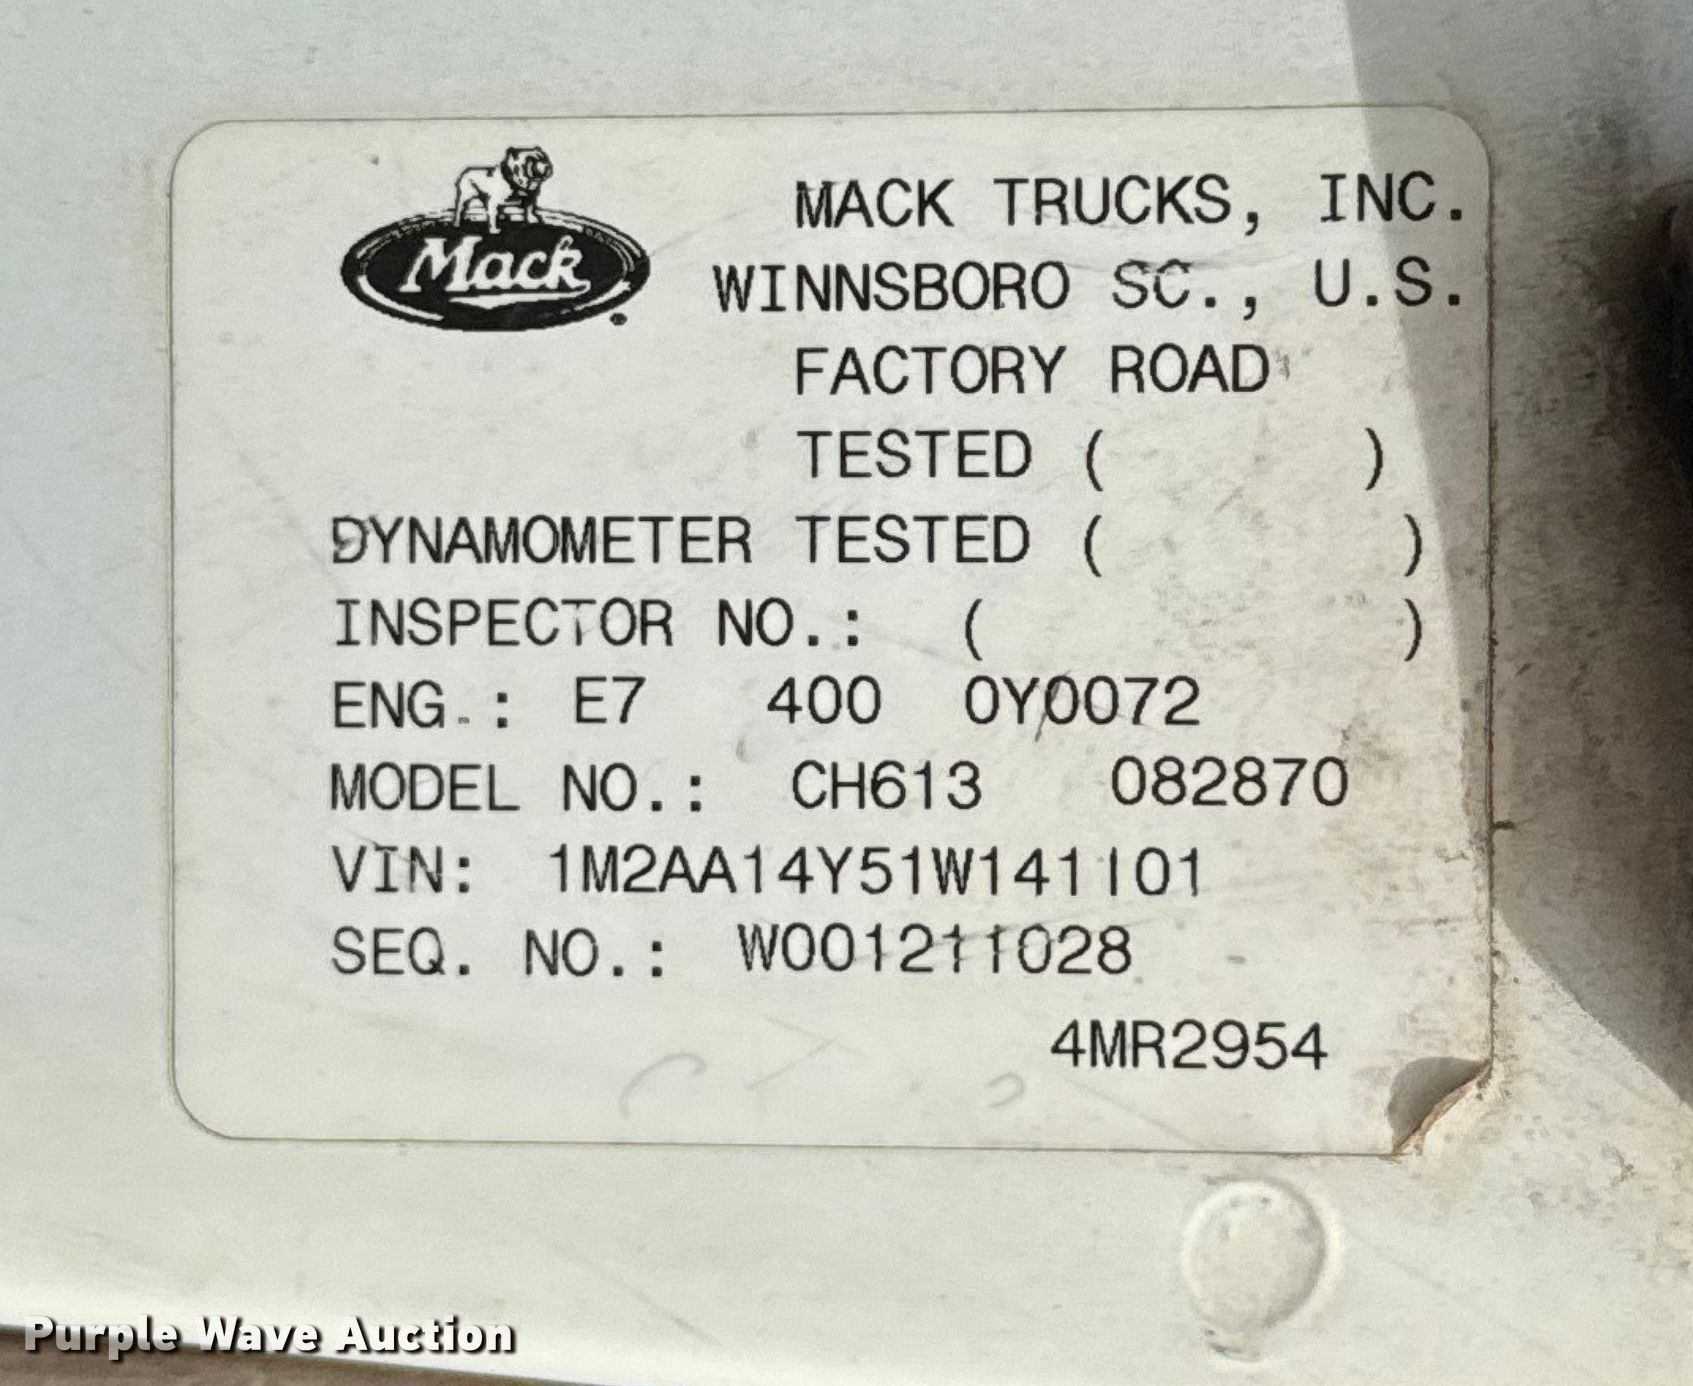 Mack
MACK TRUCKS, INC.
WINNSBORO SC., U.S.
FACTORY ROAD
TESTED ( )
DYNAMOMETER TESTED ( )
INSPECTOR NO.: ( )
ENG.: E7 400 0Y0072
MODEL NO.: CH613 082870
VIN: 1M2AA14Y51W141101
SEQ. NO.: W001211028
4MR2954
Purple Wave Auction